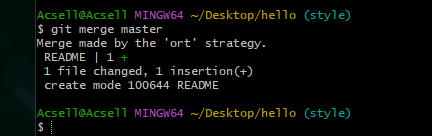 Acsell@Acsell MINGW64 ~/Desktop/hello (style)
$ git merge master
Merge made by the 'ort' strategy.
 README | 1 +
 1 file changed, 1 insertion(+)
 create mode 100644 README

Acsell@Acsell MINGW64 ~/Desktop/hello (style)
$